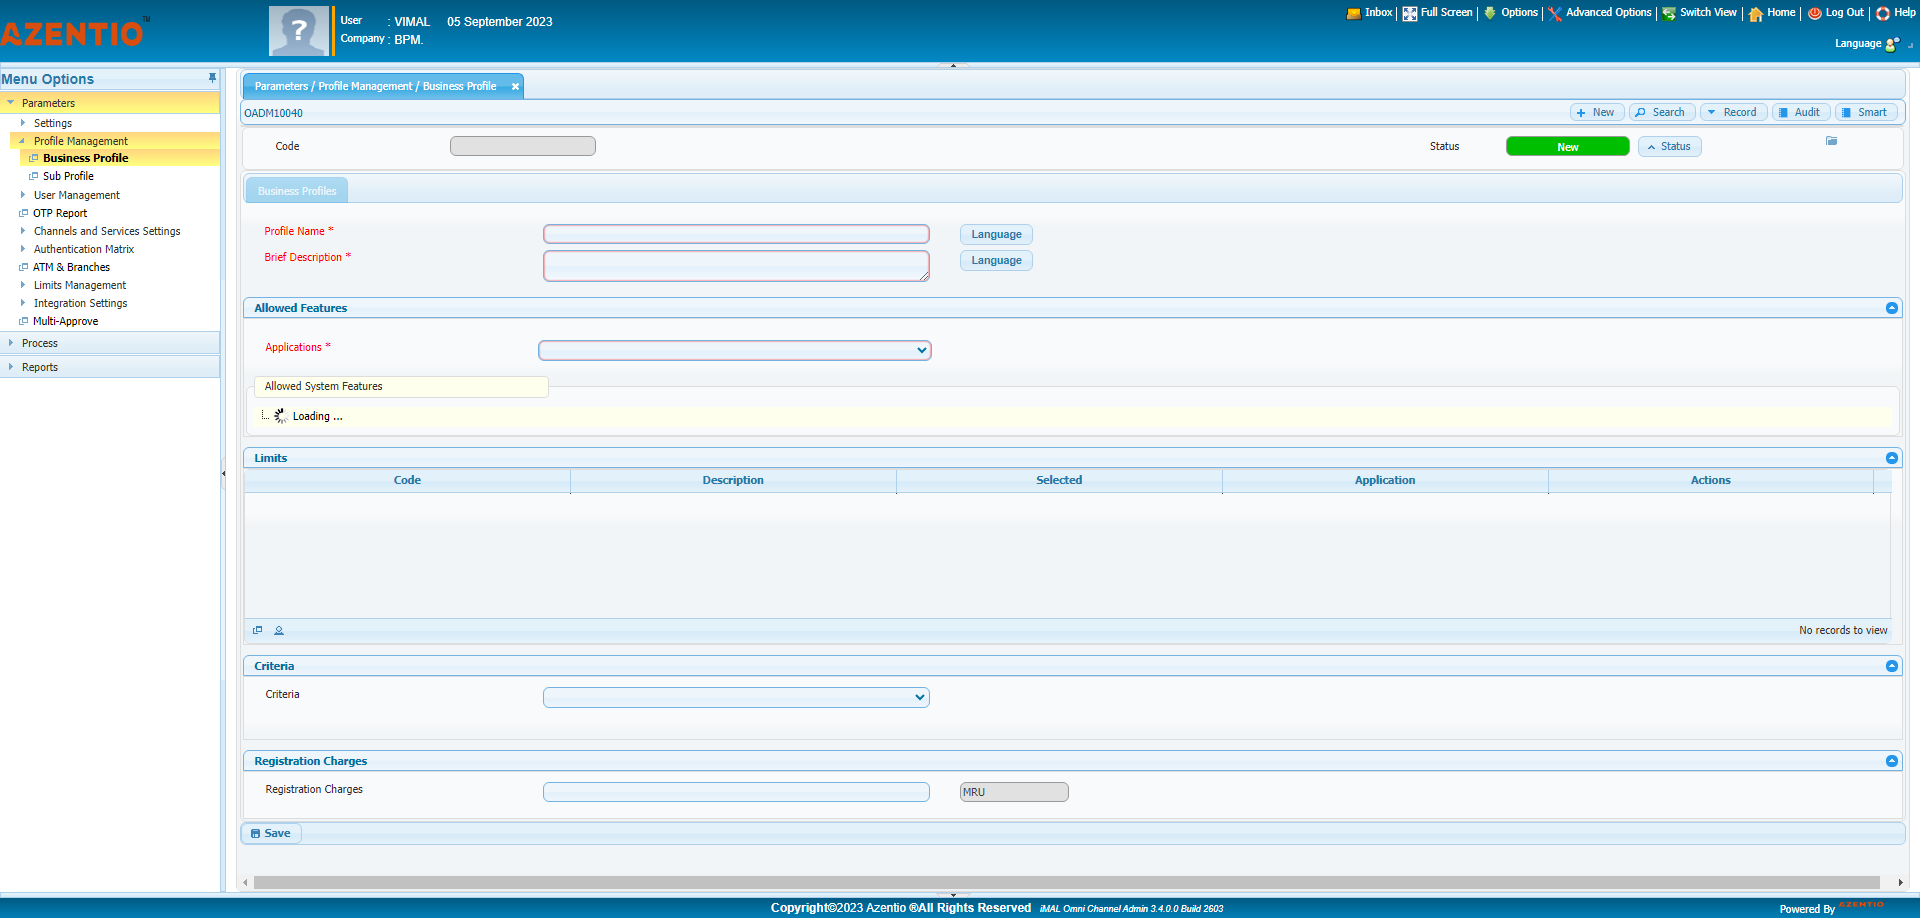 AZENTIO™
User : VIMAL 05 September 2023
Company : BPM.
Inbox Full Screen Options Advanced Options Switch View Home Log Out Help
Language
Menu Options
Parameters
Settings
Profile Management
Business Profile
Sub Profile
User Management
OTP Report
Channels and Services Settings
Authentication Matrix
ATM & Branches
Limits Management
Integration Settings
Multi-Approve
Process
Reports
Parameters / Profile Management / Business Profile
OADM10040
New Search Record Audit Smart
Code
Status New Status
Business Profiles
Profile Name * Language
Brief Description * Language
Allowed Features
Applications *
Allowed System Features
Loading ...
Limits
Code Description Selected Application Actions
No records to view
Criteria
Criteria
Registration Charges
Registration Charges MRU
Save
Copyright©2023 Azentio ®All Rights Reserved iMAL Omni Channel Admin 3.4.0.0 Build 2603
Powered By AZENTIO